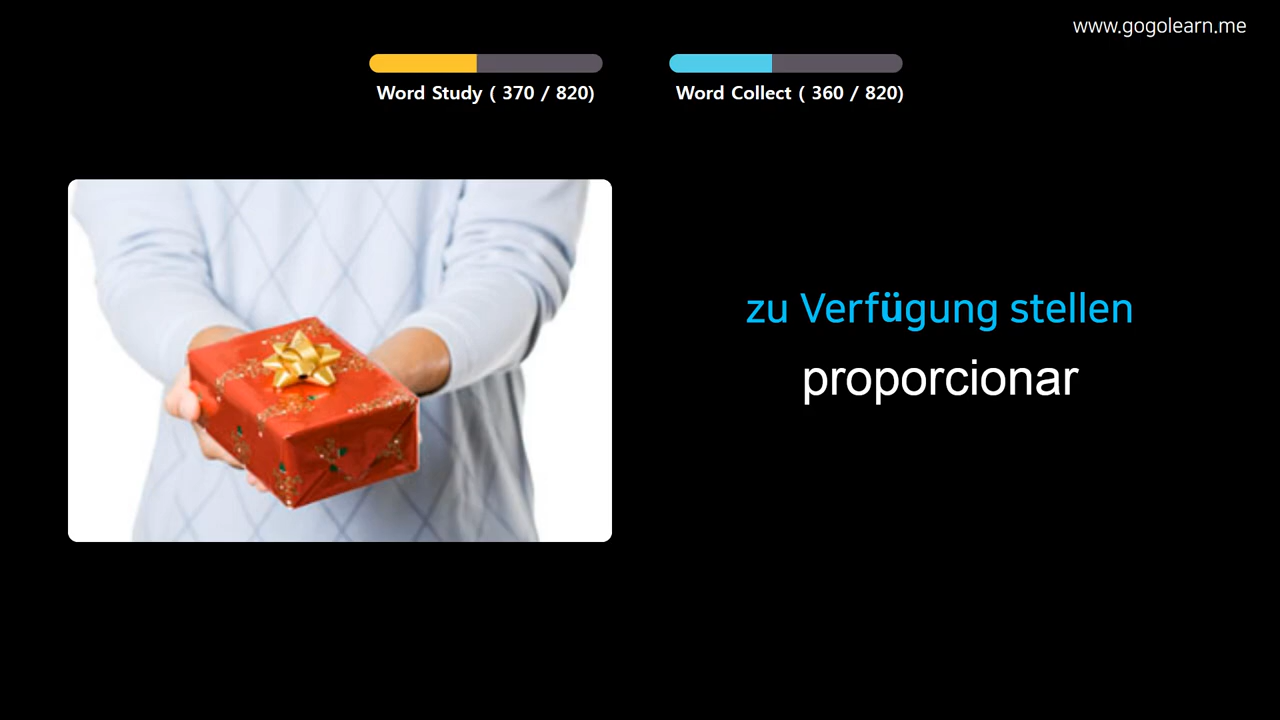 www.gogolearn.me
Word Study ( 370 / 820)
Word Collect ( 360 / 820)
zu Verfügung stellen
proporcionar